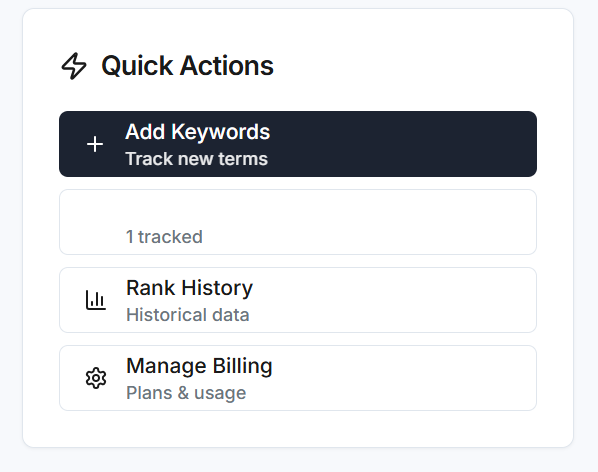 Quick Actions
Add Keywords
Track new terms
1 tracked
Rank History
Historical data
Manage Billing
Plans & usage